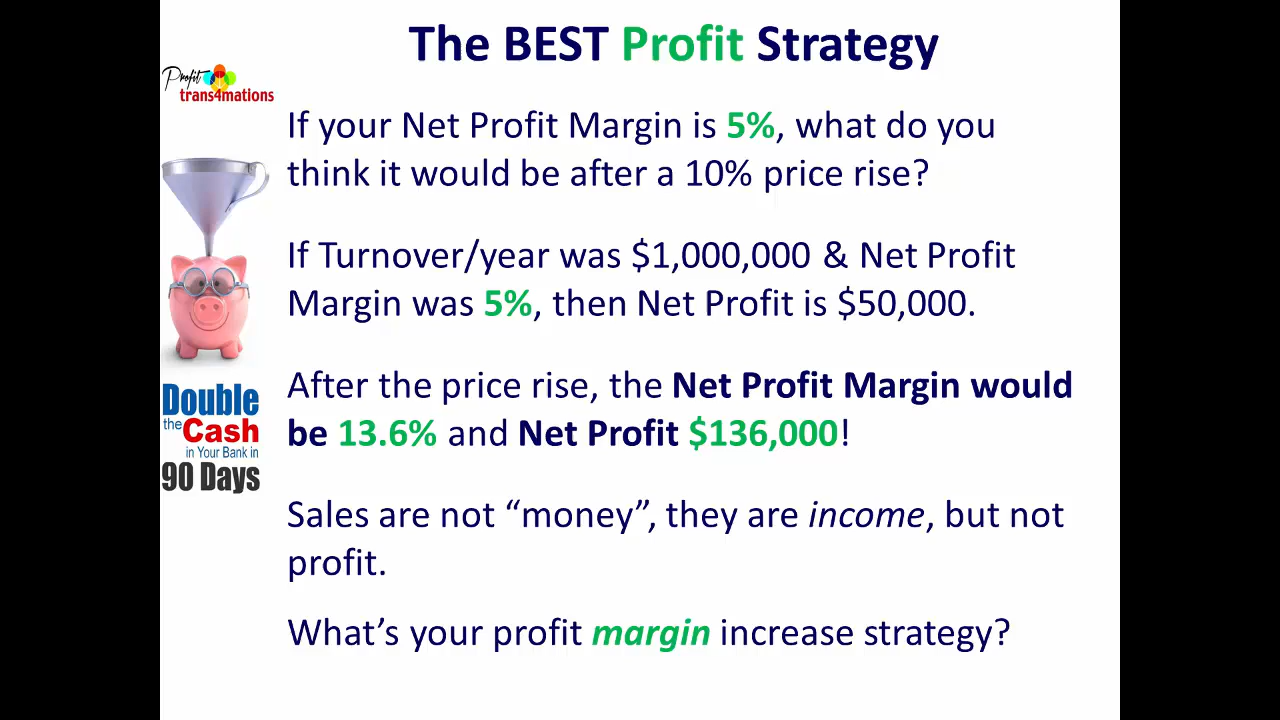 The BEST Profit Strategy
Profit
trans4mations
If your Net Profit Margin is 5%, what do you
think it would be after a 10% price rise?
If Turnover/year was $1,000,000 & Net Profit
Margin was 5%, then Net Profit is $50,000.
After the price rise, the Net Profit Margin would
be 13.6% and Net Profit $136,000!
Double
the Cash
in Your Bank in
90 Days
Sales are not “money”, they are income, but not
profit.
What’s your profit margin increase strategy?